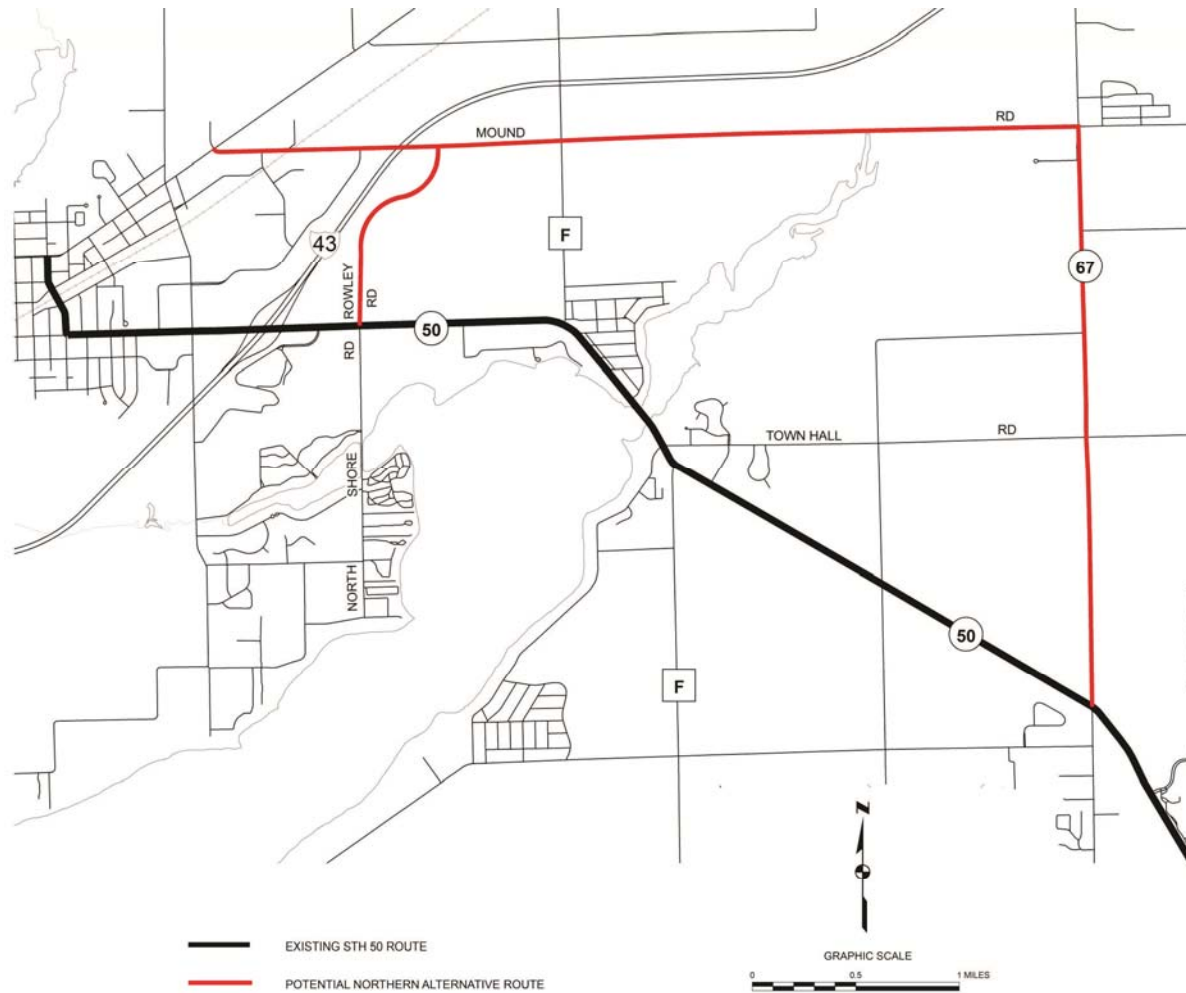 MOUND RD
F
43
67
ROWLEY
RD
50
RD
TOWN HALL RD
SHORE
NORTH
50
F
N
GRAPHIC SCALE
EXISTING STH 50 ROUTE
0 0.5 1 MILES
POTENTIAL NORTHERN ALTERNATIVE ROUTE